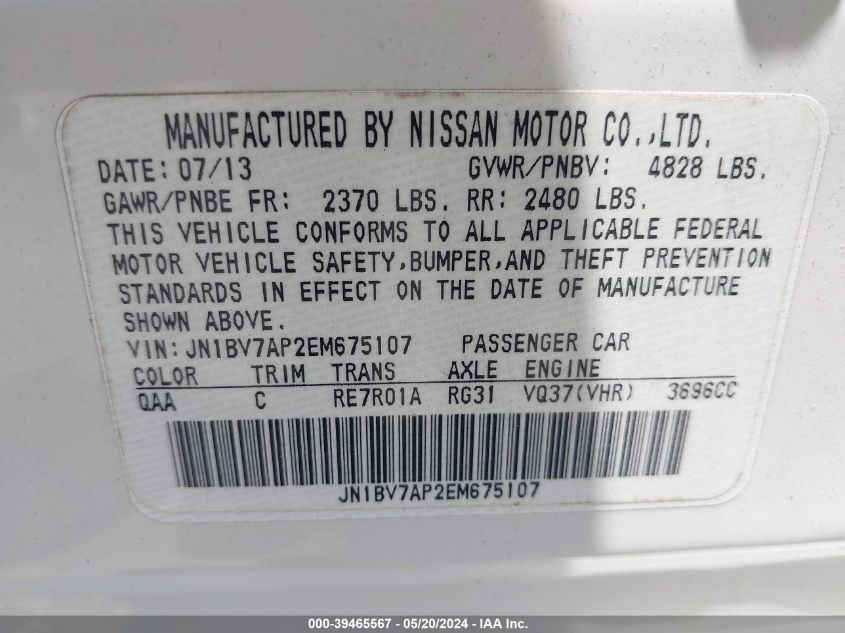 MANUFACTURED BY NISSAN MOTOR CO.,LTD.
DATE: 07/13 GVWR/PNBV: 4828 LBS.
GAWR/PNBE FR: 2370 LBS. RR: 2480 LBS.
THIS VEHICLE CONFORMS TO ALL APPLICABLE FEDERAL
MOTOR VEHICLE SAFETY,BUMPER,AND THEFT PREVENTION
STANDARDS IN EFFECT ON THE DATE OF MANUFACTURE
SHOWN ABOVE.
VIN: JN1BV7AP2EM675107 PASSENGER CAR
COLOR TRIM TRANS AXLE ENGINE
QAA C RE7R01A RG31 VQ37(VHR) 3696CC
JN1BV7AP2EM675107
000-39465567 - 05/20/2024 - IAA Inc.